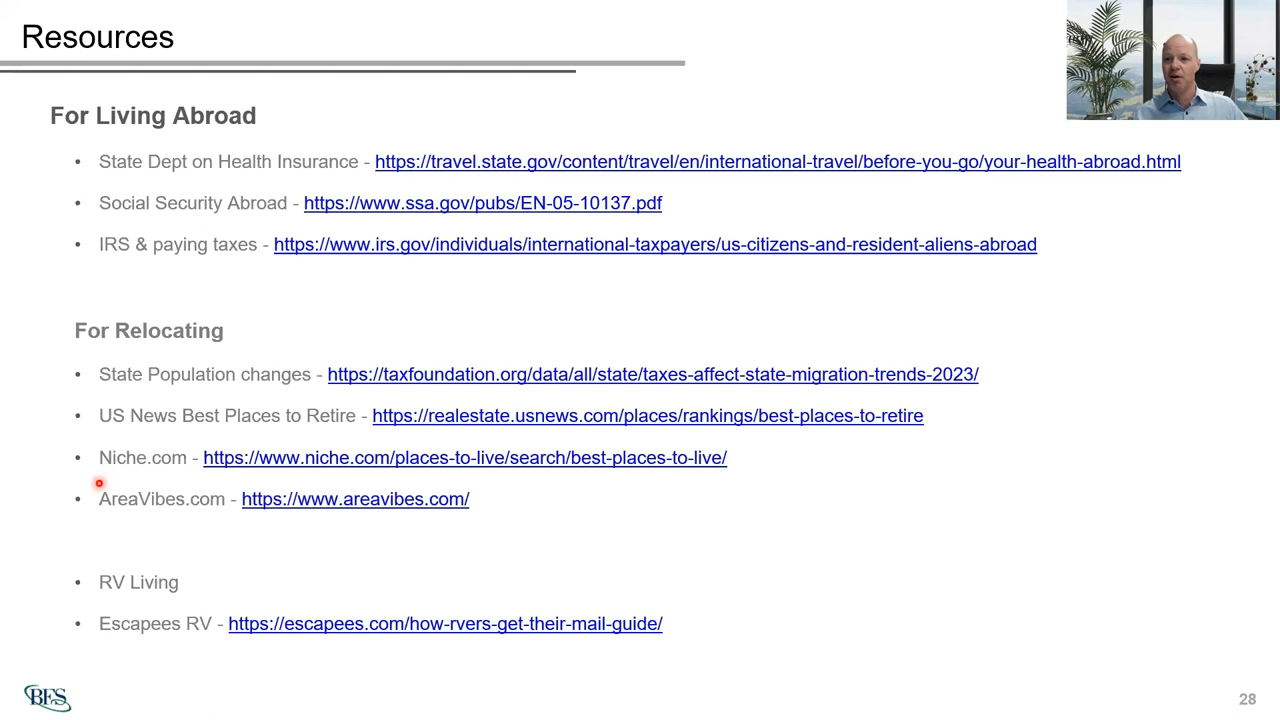 Resources
For Living Abroad
• State Dept on Health Insurance - https://travel.state.gov/content/travel/en/international-travel/before-you-go/your-health-abroad.html
• Social Security Abroad - https://www.ssa.gov/pubs/EN-05-10137.pdf
• IRS & paying taxes - https://www.irs.gov/individuals/international-taxpayers/us-citizens-and-resident-aliens-abroad
For Relocating
• State Population changes - https://taxfoundation.org/data/all/state/taxes-affect-state-migration-trends-2023/
• US News Best Places to Retire - https://realestate.usnews.com/places/rankings/best-places-to-retire
• Niche.com - https://www.niche.com/places-to-live/search/best-places-to-live/
• AreaVibes.com - https://www.areavibes.com/
• RV Living
• Escapees RV - https://escapees.com/how-rvers-get-their-mail-guide/
BFS
28